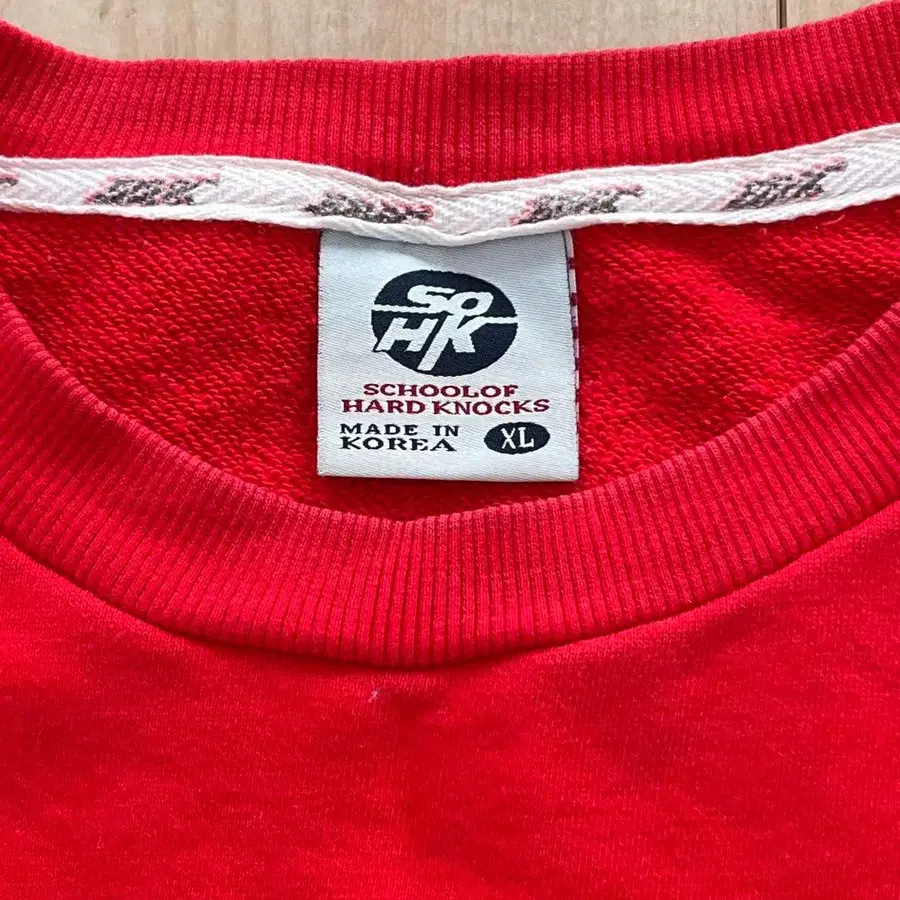 SO
HK
SCHOOLOF
HARD KNOCKS
MADE IN
KOREA
XL